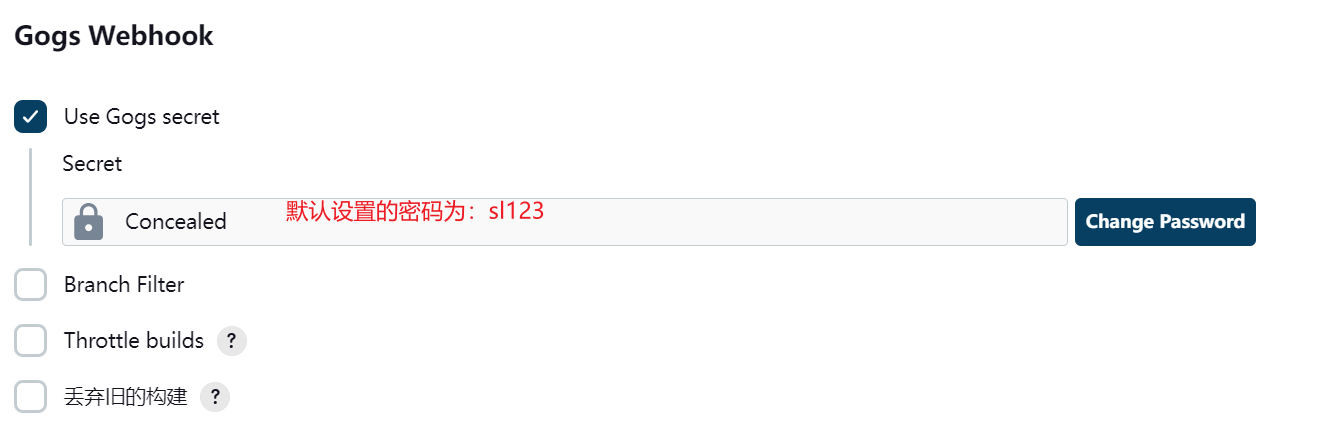 Gogs Webhook
Use Gogs secret
Secret
Concealed 默认设置的密码为：sl123 Change Password
Branch Filter
Throttle builds ?
丢弃旧的构建 ?